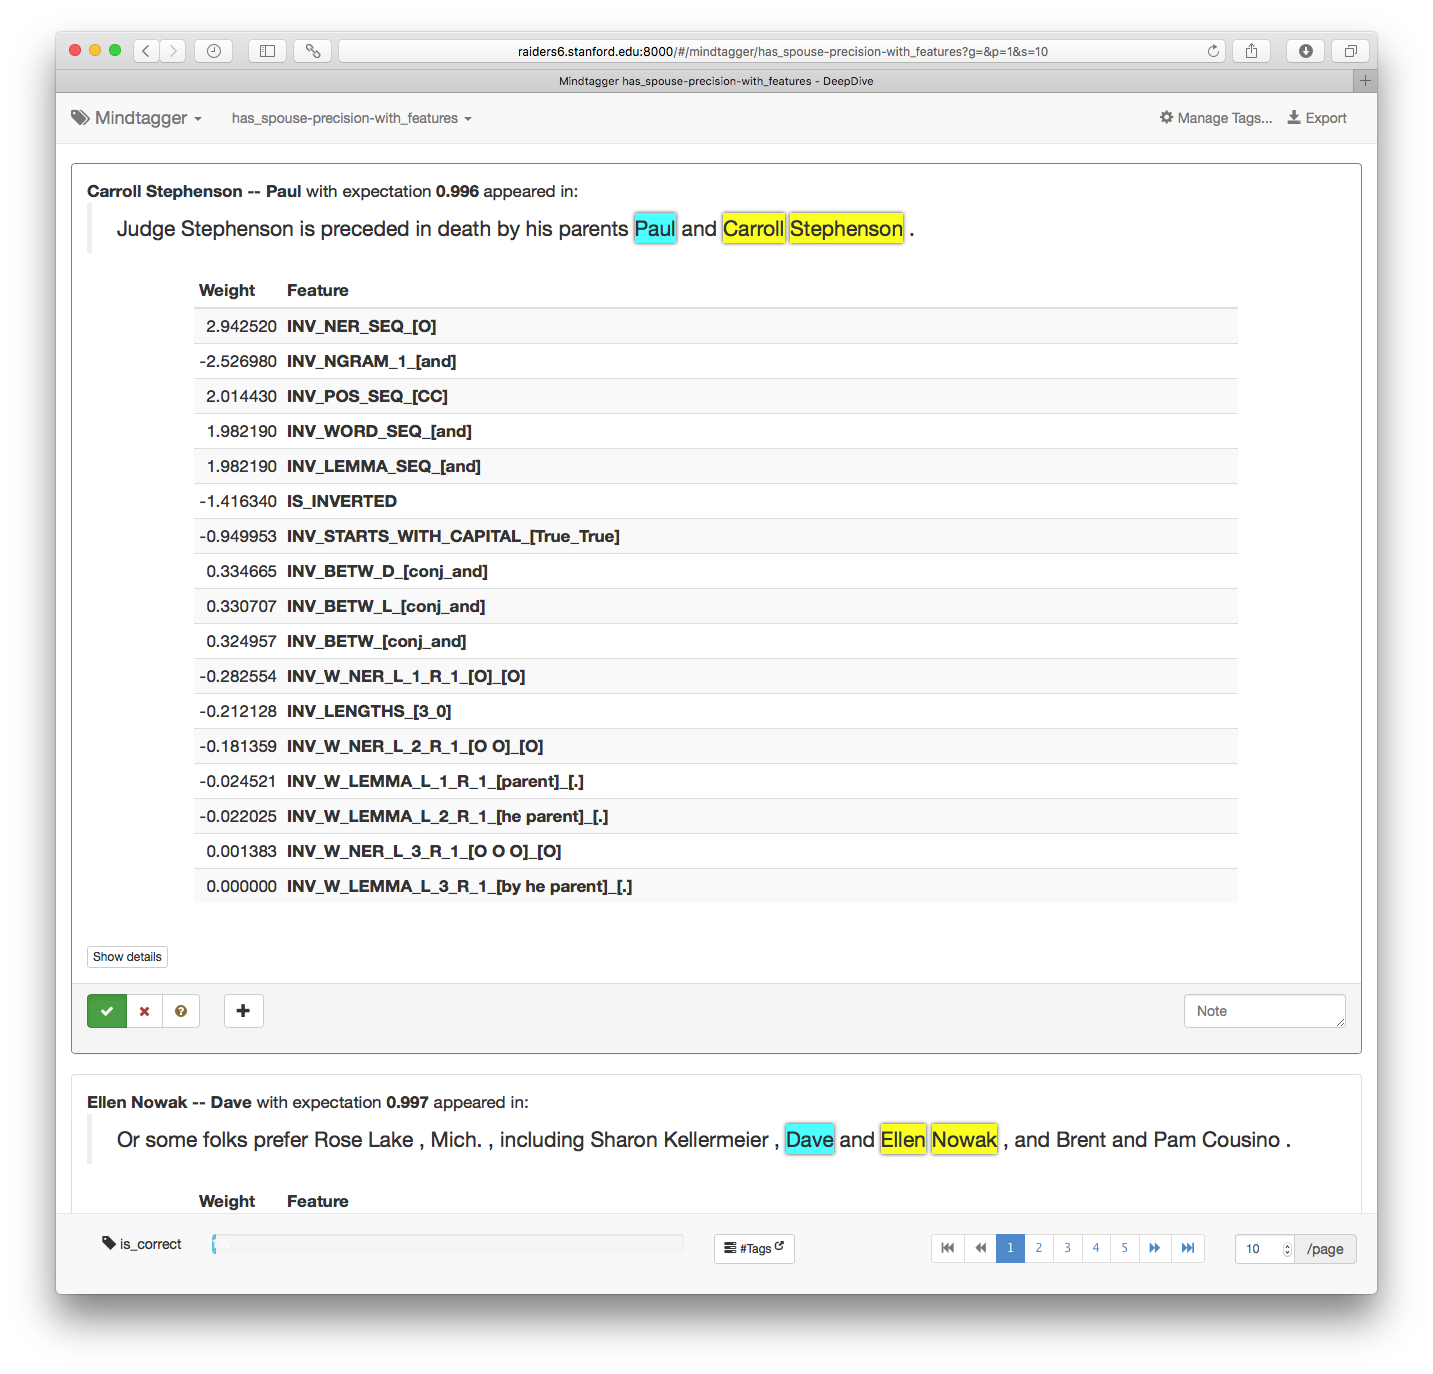 raiders6.stanford.edu:8000/#/mindtagger/has_spouse-precision-with_features?g=&p=1&s=10
Mindtagger has_spouse-precision-with_features - DeepDive
Mindtagger has_spouse-precision-with_features Manage Tags... Export
Carroll Stephenson -- Paul with expectation 0.996 appeared in:
Judge Stephenson is preceded in death by his parents Paul and Carroll Stephenson .
Weight Feature
2.942520 INV_NER_SEQ_[O]
-2.526980 INV_NGRAM_1_[and]
2.014430 INV_POS_SEQ_[CC]
1.982190 INV_WORD_SEQ_[and]
1.982190 INV_LEMMA_SEQ_[and]
-1.416340 IS_INVERTED
-0.949953 INV_STARTS_WITH_CAPITAL_[True_True]
0.334665 INV_BETW_D_[conj_and]
0.330707 INV_BETW_L_[conj_and]
0.324957 INV_BETW_[conj_and]
-0.282554 INV_W_NER_L_1_R_1_[O]_[O]
-0.212128 INV_LENGTHS_[3_0]
-0.181359 INV_W_NER_L_2_R_1_[O O]_[O]
-0.024521 INV_W_LEMMA_L_1_R_1_[parent]_[.]
-0.022025 INV_W_LEMMA_L_2_R_1_[he parent]_[.]
0.001383 INV_W_NER_L_3_R_1_[O O O]_[O]
0.000000 INV_W_LEMMA_L_3_R_1_[by he parent]_[.]
Show details
Note
Ellen Nowak -- Dave with expectation 0.997 appeared in:
Or some folks prefer Rose Lake , Mich. , including Sharon Kellermeier , Dave and Ellen Nowak , and Brent and Pam Cousino .
Weight Feature
is_correct #Tags 1 2 3 4 5 10 /page